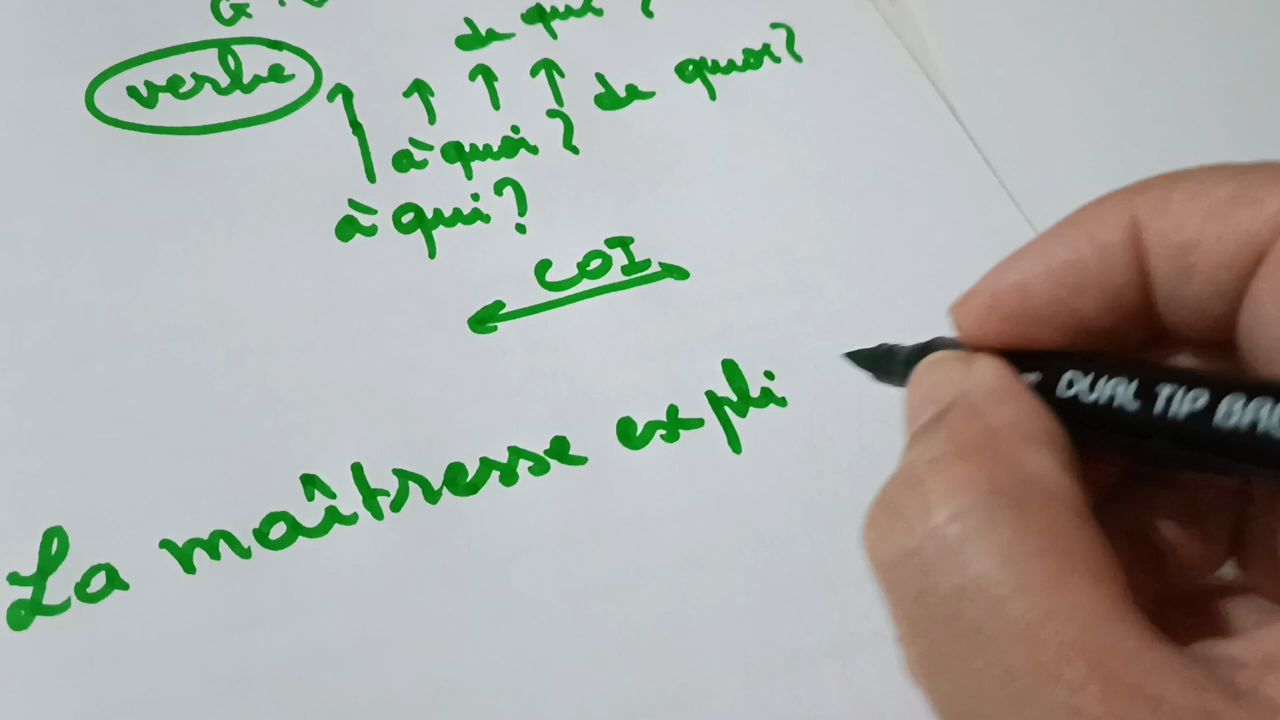 de qui ?
verbe
de quoi ?
à quoi ?
à qui ?
COI
La maîtresse expli
DUAL TIP